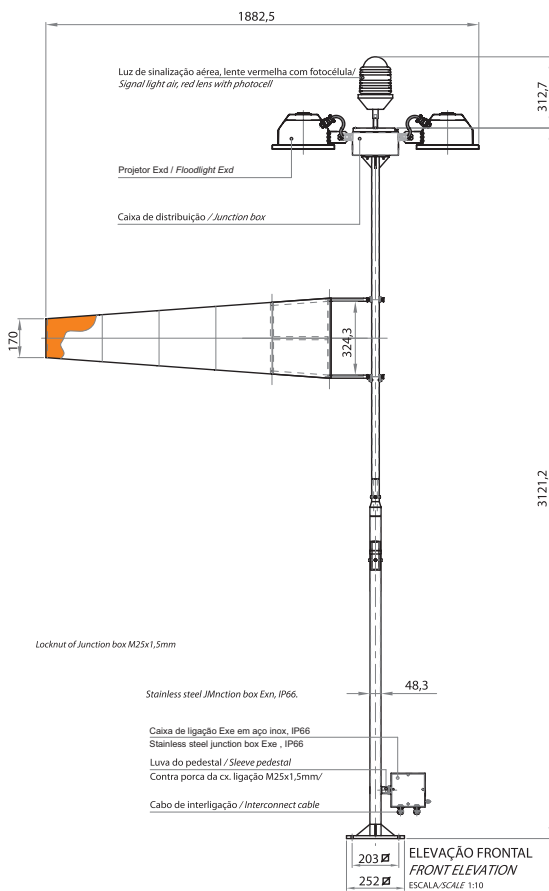 1882,5
Luz de sinalização aérea, lente vermelha com fotocélula/
Signal light air, red lens with photocell
312,7
Projetor Exd / Floodlight Exd
Caixa de distribuição / Junction box
170
324,3
3121,2
Locknut of Junction box M25x1,5mm
Stainless steel JMnction box Exn, IP66.
48,3
Caixa de ligação Exe em aço inox, IP66
Stainless steel junction box Exe , IP66
Luva do pedestal / Sleeve pedestal
Contra porca da cx. ligação M25x1,5mm/
Cabo de interligação / Interconnect cable
203
252
ELEVAÇÃO FRONTAL
FRONT ELEVATION
ESCALA/SCALE 1:10